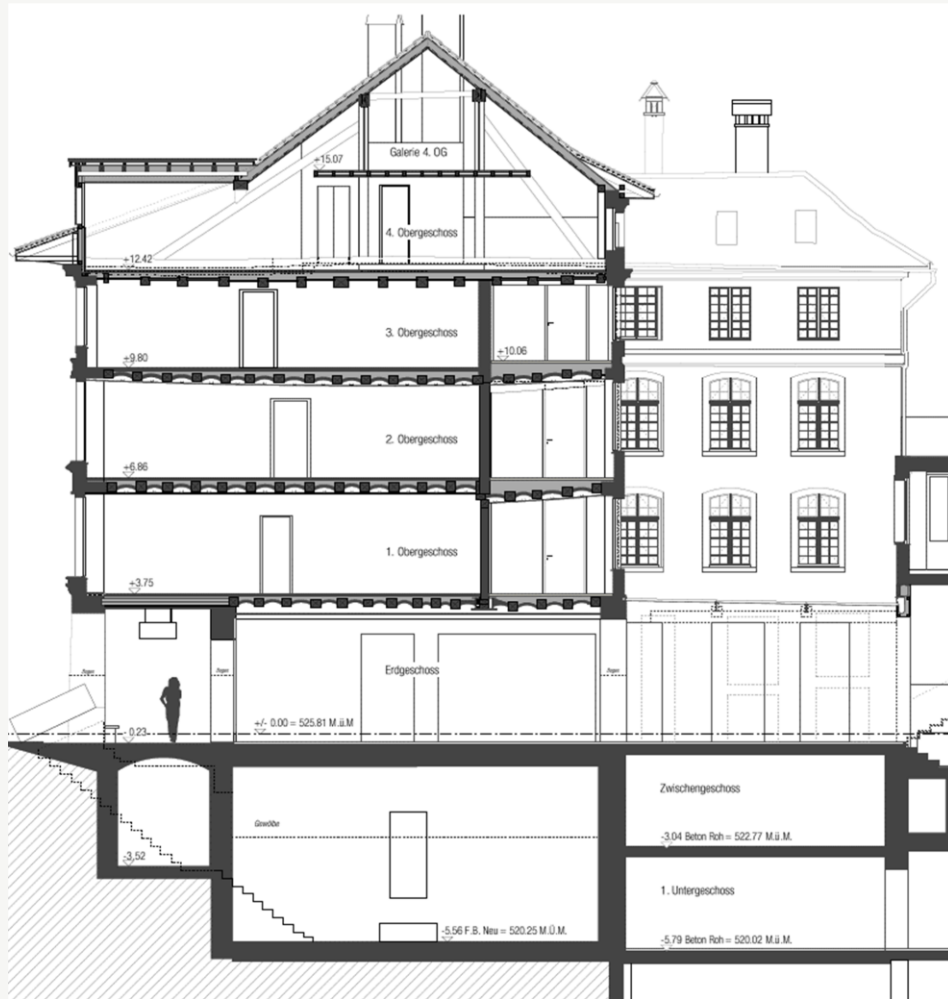 Galerie 4. OG
+15.07
4. Obergeschoss
+12.42
3. Obergeschoss
+10.06
+9.80
2. Obergeschoss
+6.86
1. Obergeschoss
+3.75
Erdgeschoss
+/- 0.00 = 525.81 M.ü.M
- 0.23
Zwischengeschoss
Gewölbe
-3.04 Beton Roh = 522.77 M.ü.M.
-3.52
1. Untergeschoss
-5.56 F.B. Neu = 520.25 M.Ü.M.
-5.79 Beton Roh = 520.02 M.ü.M.